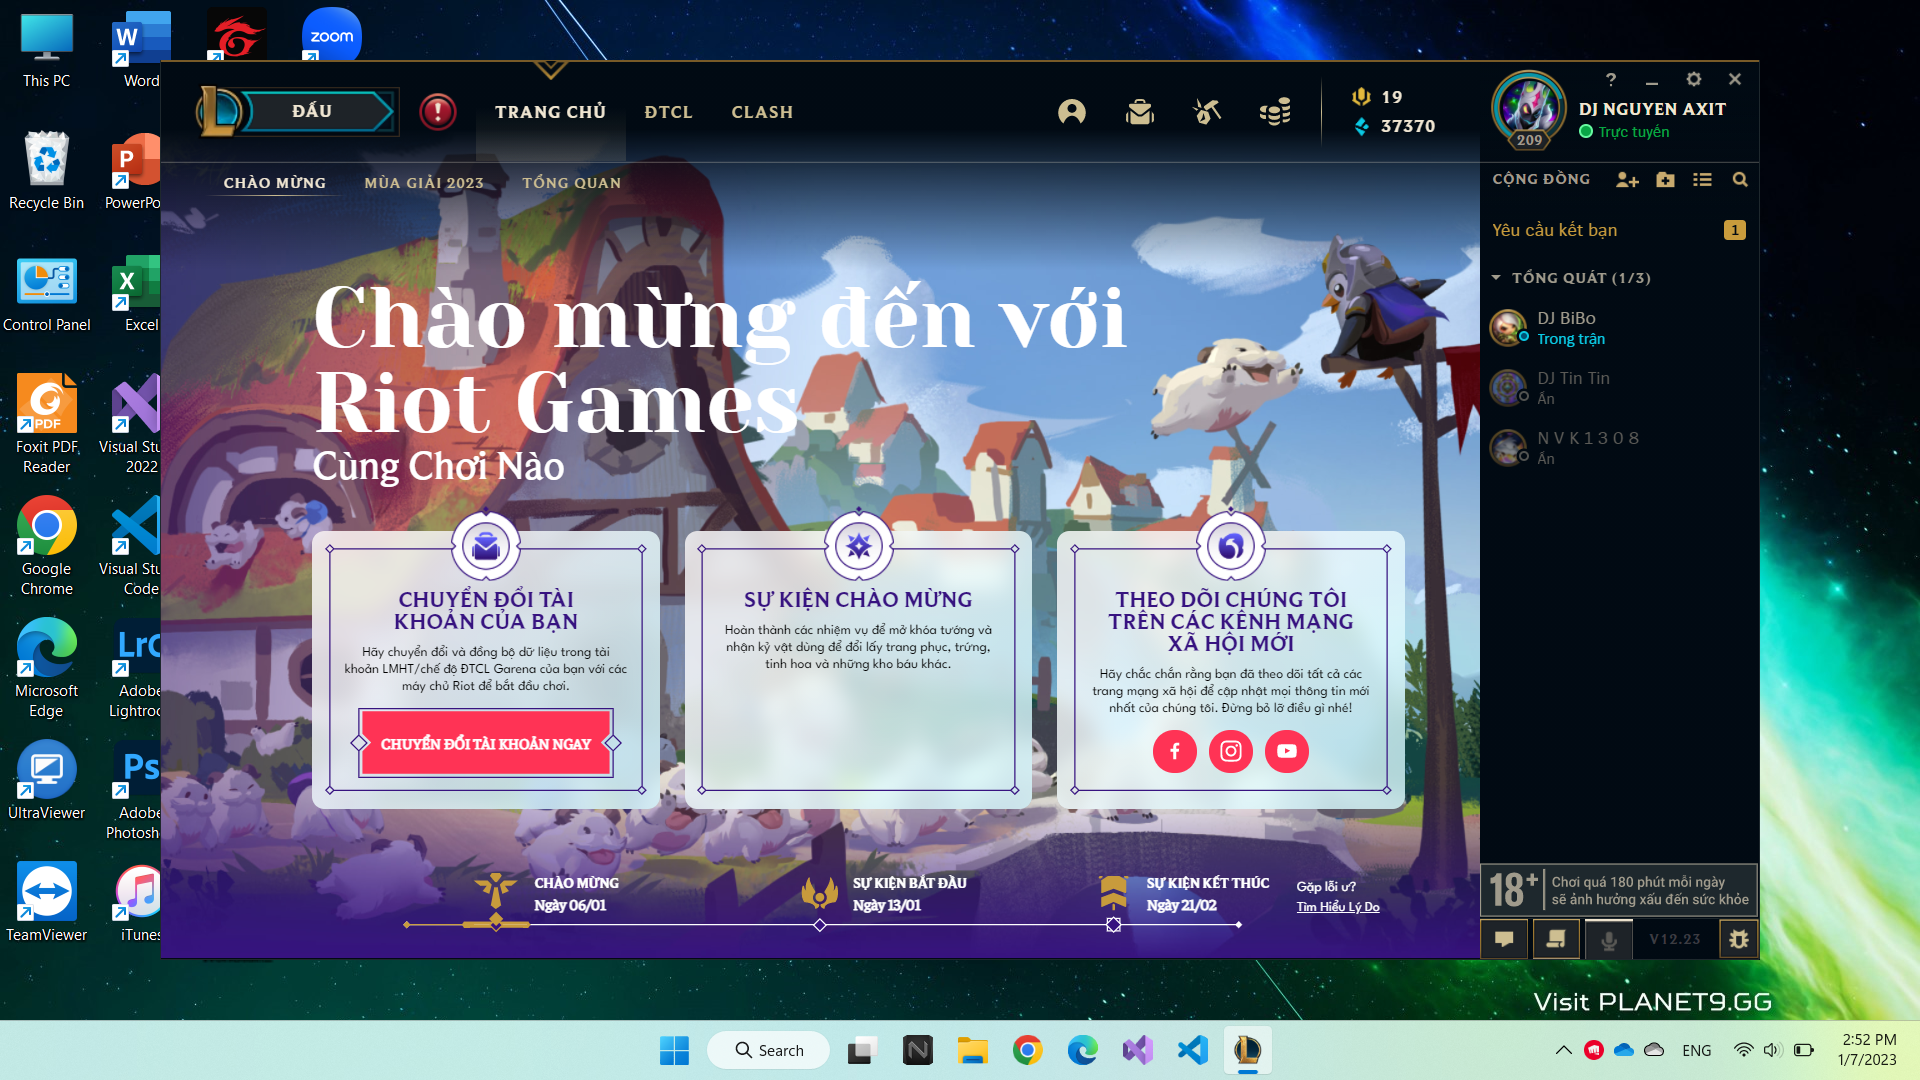 This PC
Word
zoom
Recycle Bin
PowerPo
Control Panel
Excel
Foxit PDF
Reader
Visual Stu
2022
Google
Chrome
Visual Stu
Code
Microsoft
Edge
Adobe
Lightroo
UltraViewer
Adobe
Photosh
TeamViewer
iTunes
ĐẤU
TRANG CHỦ
ĐTCL
CLASH
19
37370
209
DJ NGUYEN AXIT
Trực tuyến
CHÀO MỪNG
MÙA GIẢI 2023
TỔNG QUAN
CỘNG ĐỒNG
Yêu cầu kết bạn
1
TỔNG QUÁT (1/3)
DJ BiBo
Trong trận
DJ Tin Tin
Ẩn
N V K 1 3 0 8
Ẩn
Chào mừng đến với
Riot Games
Cùng Chơi Nào
CHUYỂN ĐỔI TÀI
KHOẢN CỦA BẠN
Hãy chuyển đổi và đồng bộ dữ liệu trong tài
khoản LMHT/chế độ ĐTCL Garena của bạn với các
máy chủ Riot để bắt đầu chơi.
CHUYỂN ĐỔI TÀI KHOẢN NGAY
SỰ KIỆN CHÀO MỪNG
Hoàn thành các nhiệm vụ để mở khóa tướng và
nhận kỷ vật dùng để đổi lấy trang phục, trứng,
tinh hoa và những kho báu khác.
THEO DÕI CHÚNG TÔI
TRÊN CÁC KÊNH MẠNG
XÃ HỘI MỚI
Hãy chắc chắn rằng bạn đã theo dõi tất cả các
trang mạng xã hội để cập nhật mọi thông tin mới
nhất của chúng tôi. Đừng bỏ lỡ điều gì nhé!
CHÀO MỪNG
Ngày 06/01
SỰ KIỆN BẮT ĐẦU
Ngày 13/01
SỰ KIỆN KẾT THÚC
Ngày 21/02
Gặp lỗi ư?
Tìm Hiểu Lý Do
18+
Chơi quá 180 phút mỗi ngày
sẽ ảnh hưởng xấu đến sức khỏe
V12.23
Visit PLANET9.GG
Search
ENG
2:52 PM
1/7/2023